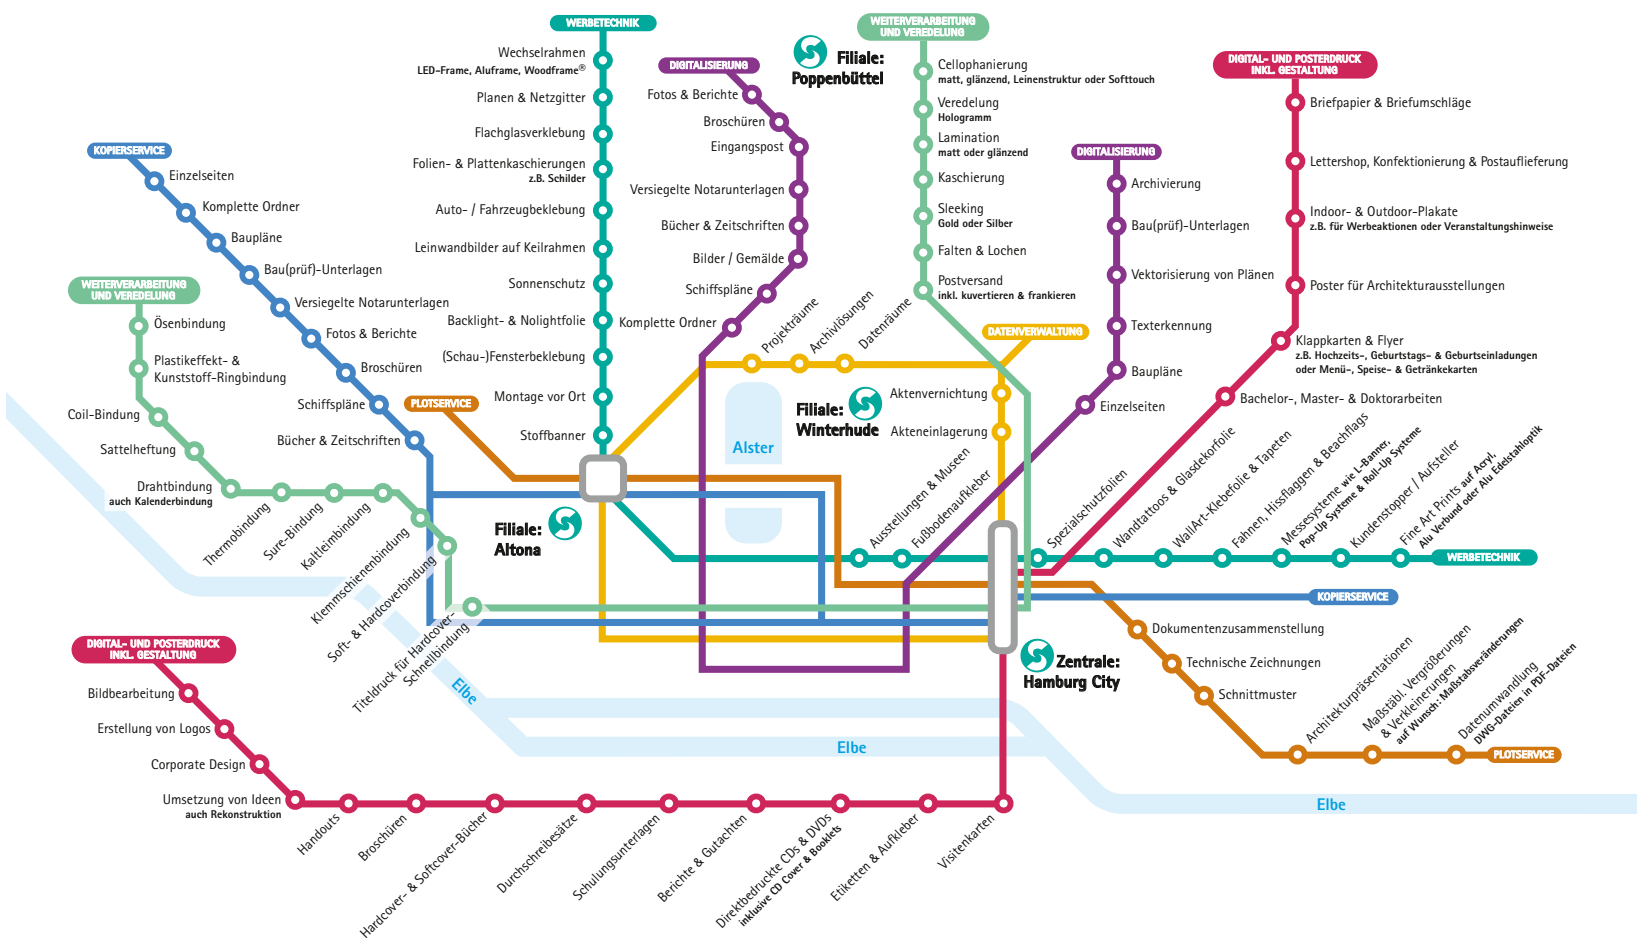 WERBETECHNIK
Wechselrahmen
LED-Frame, Aluframe, Woodframe®
Planen & Netzgitter
Flachglasverklebung
Folien- & Plattenkaschierungen
z.B. Schilder
Auto- / Fahrzeugbeklebung
Leinwandbilder auf Keilrahmen
Sonnenschutz
Backlight- & Nolightfolie
(Schau-)Fensterbeklebung
Montage vor Ort
Stoffbanner
DIGITALISIERUNG
Fotos & Berichte
Broschüren
Eingangspost
Versiegelte Notarunterlagen
Bücher & Zeitschriften
Bilder / Gemälde
Schiffspläne
Komplette Ordner
Filiale:
Poppenbüttel
WEITERVERARBEITUNG
UND VEREDELUNG
Cellophanierung
matt, glänzend, Leinenstruktur oder Softtouch
Veredelung
Hologramm
Lamination
matt oder glänzend
Kaschierung
Sleeking
Gold oder Silber
Falten & Lochen
Postversand
inkl. kuvertieren & frankieren
DIGITALISIERUNG
Archivierung
Bau(prüf)-Unterlagen
Vektorisierung von Plänen
Texterkennung
Baupläne
Einzelseiten
DIGITAL- UND POSTERDRUCK
INKL. GESTALTUNG
Briefpapier & Briefumschläge
Lettershop, Konfektionierung & Postauflieferung
Indoor- & Outdoor-Plakate
z.B. für Werbeaktionen oder Veranstaltungshinweise
Poster für Architekturausstellungen
Klappkarten & Flyer
z.B. Hochzeits-, Geburtstags- & Geburtseinladungen
oder Menü-, Speise- & Getränkekarten
Bachelor-, Master- & Doktorarbeiten
KOPIERSERVICE
Einzelseiten
Komplette Ordner
Baupläne
Bau(prüf)-Unterlagen
Versiegelte Notarunterlagen
Fotos & Berichte
Broschüren
Schiffspläne
Bücher & Zeitschriften
WEITERVERARBEITUNG
UND VEREDELUNG
Ösenbindung
Plastikeffekt- &
Kunststoff-Ringbindung
Coil-Bindung
Sattelheftung
Drahtbindung
auch Kalenderbindung
Thermobindung
Sure-Bindung
Kaltleimbindung
Klemmschienenbindung
Soft- & Hardcoverbindung
Titeldruck für Hardcover-
Schnellbindung
PLOTSERVICE
Projekträume
Archivlösungen
Datenräume
DATENVERWALTUNG
Aktenvernichtung
Akteneinlagerung
Filiale:
Winterhude
Alster
Filiale:
Altona
Ausstellungen & Museen
Fußbodenaufkleber
Spezialschutzfolien
Wandtattoos & Glasdekorfolie
WallArt-Klebefolie & Tapeten
Fahnen, Hissflaggen & Beachflags
Messesysteme wie L-Banner,
Pop-Up Systeme & Roll-Up Systeme
Kundenstopper / Aufsteller
Fine Art Prints auf Acryl,
Alu Verbund oder Alu Edelstahloptik
WERBETECHNIK
KOPIERSERVICE
Dokumentenzusammenstellung
Technische Zeichnungen
Schnittmuster
Architekturpräsentationen
Maßstäbl. Vergrößerungen
& Verkleinerungen
auf Wunsch: Maßstabsveränderungen
Datenumwandlung
DWG-Dateien in PDF-Dateien
PLOTSERVICE
Zentrale:
Hamburg City
DIGITAL- UND POSTERDRUCK
INKL. GESTALTUNG
Bildbearbeitung
Erstellung von Logos
Corporate Design
Umsetzung von Ideen
auch Rekonstruktion
Handouts
Broschüren
Hardcover- & Softcover-Bücher
Durchschreibesätze
Schulungsunterlagen
Berichte & Gutachten
Direktbedruckte CDs & DVDs
inklusive CD Cover & Booklets
Etiketten & Aufkleber
Visitenkarten
Elbe
Elbe
Elbe